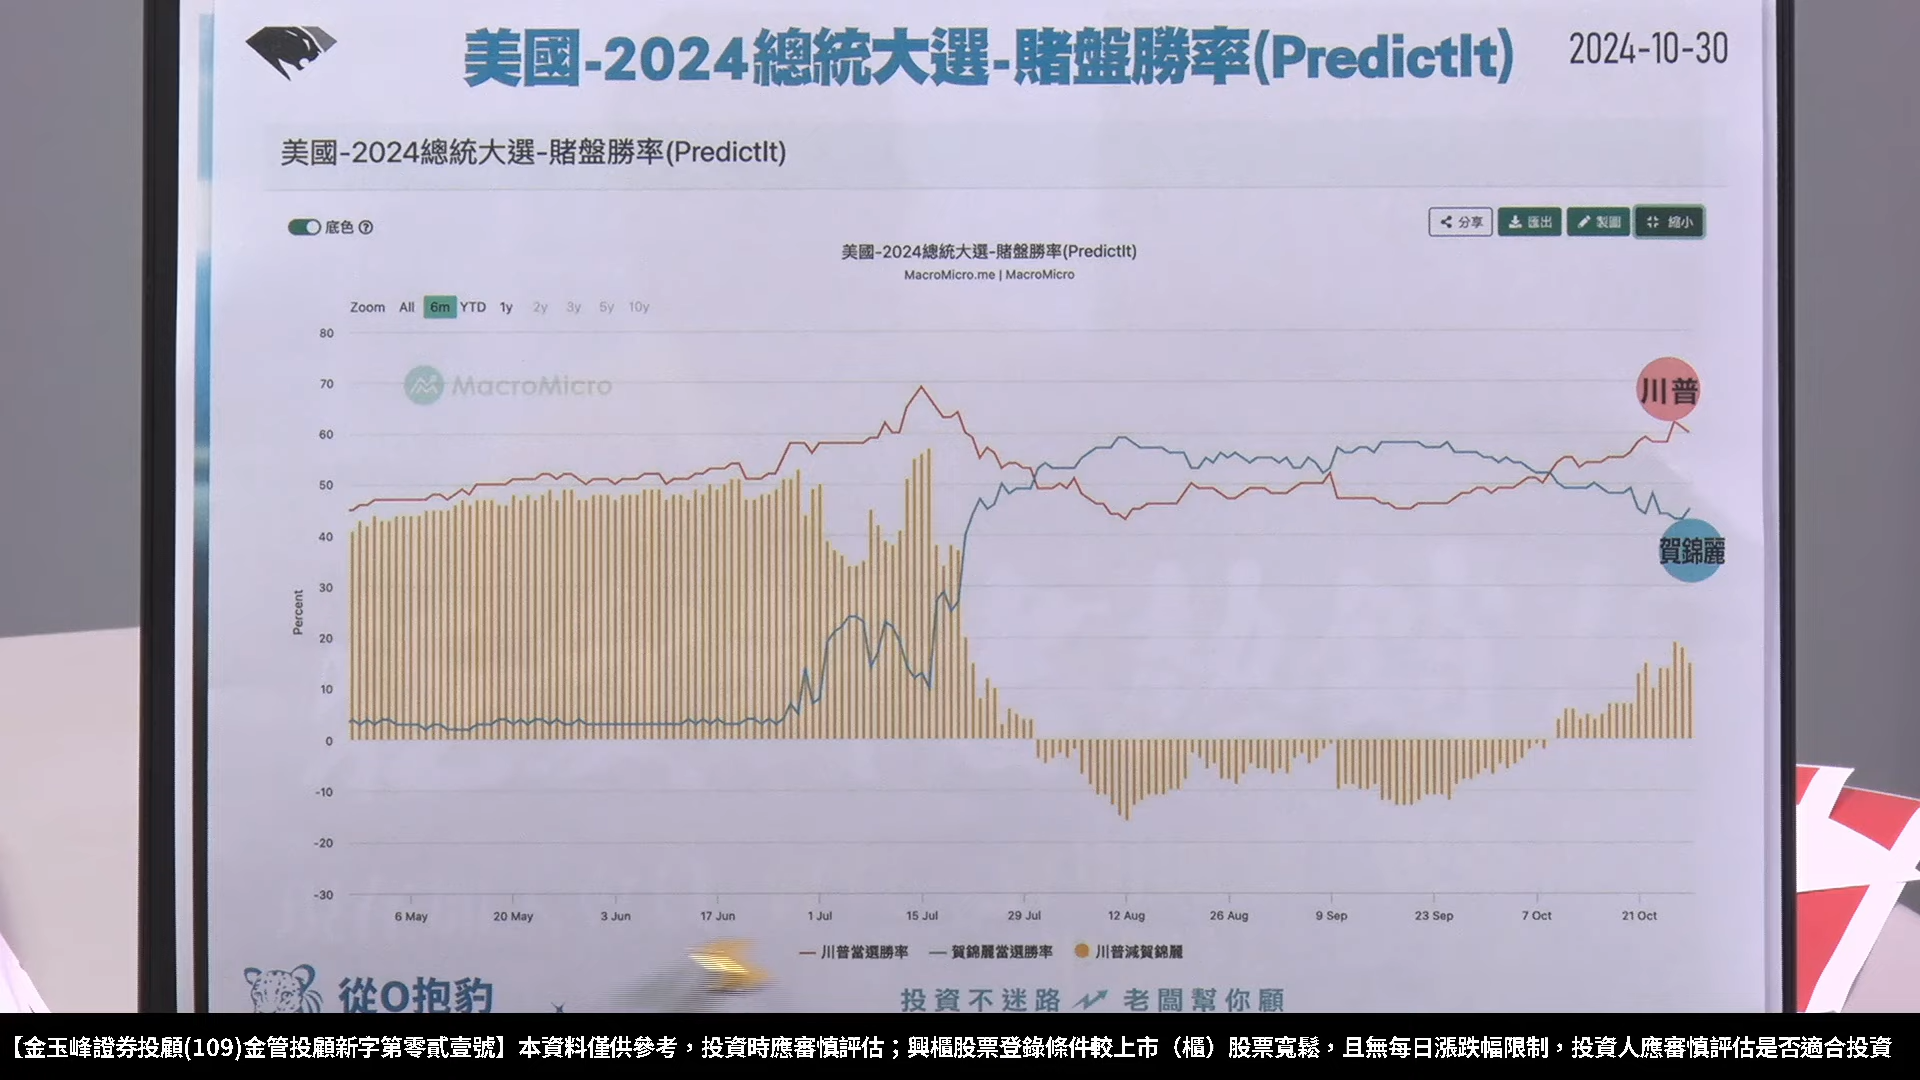 美國-2024總統大選-賭盤勝率(PredictIt)
2024-10-30
美國-2024總統大選-賭盤勝率(PredictIt)
底色 ?
分享 匯出 製圖 縮小
美國-2024總統大選-賭盤勝率(PredictIt)
MacroMicro.me | MacroMicro
Zoom All 6m YTD 1y 2y 3y 5y 10y
80
MacroMicro
70
60
50
40
30
20
10
0
-10
-20
-30
Percent
川普
賀錦麗
6 May 20 May 3 Jun 17 Jun 1 Jul 15 Jul 29 Jul 12 Aug 26 Aug 9 Sep 23 Sep 7 Oct 21 Oct
川普當選勝率 賀錦麗當選勝率 川普減賀錦麗
從O抱豹
投資不迷路 老闆幫你顧
【金玉峰證券投顧(109)金管投顧新字第零貳壹號】本資料僅供參考，投資時應審慎評估；興櫃股票登錄條件較上市（櫃）股票寬鬆，且無每日漲跌幅限制，投資人應審慎評估是否適合投資